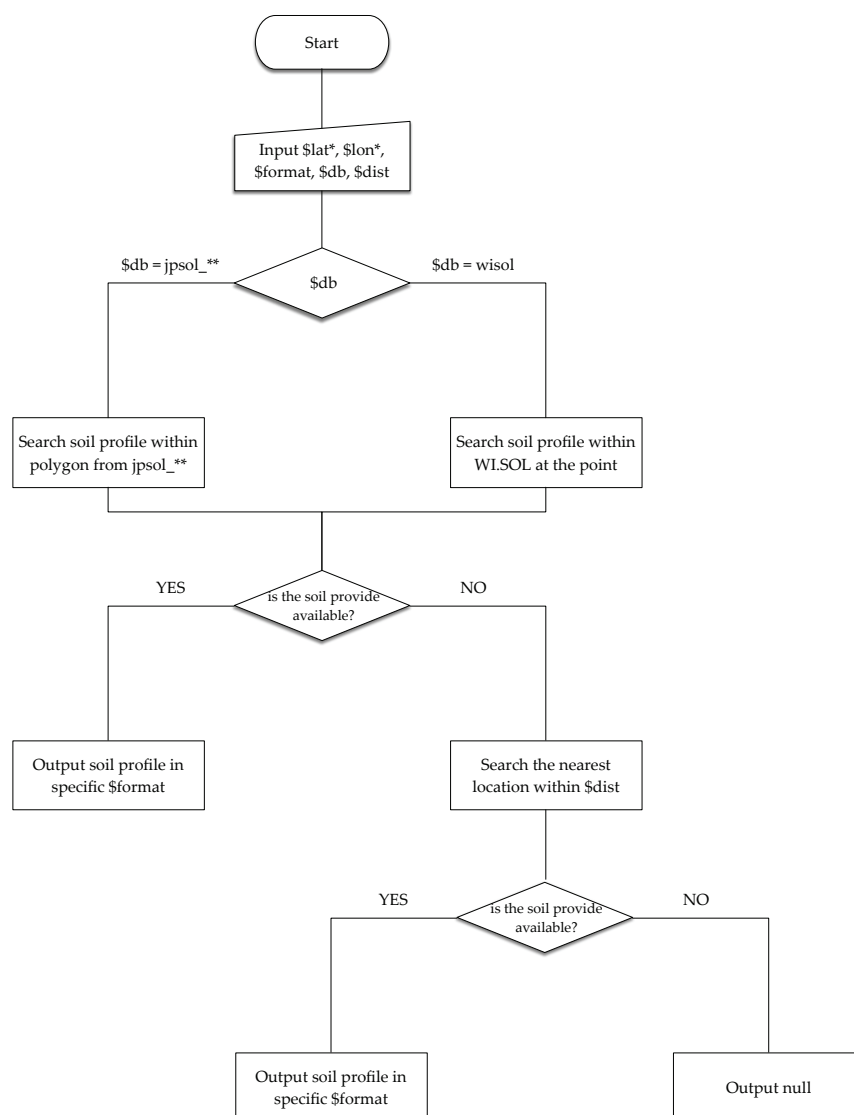 Start
Input $lat*, $lon*,
$format, $db, $dist
$db = jpsol_**
$db = wisol
$db
Search soil profile within
polygon from jpsol_**
Search soil profile within
WI.SOL at the point
YES
NO
is the soil provide
available?
Output soil profile in
specific $format
Search the nearest
location within $dist
YES
NO
is the soil provide
available?
Output soil profile in
specific $format
Output null